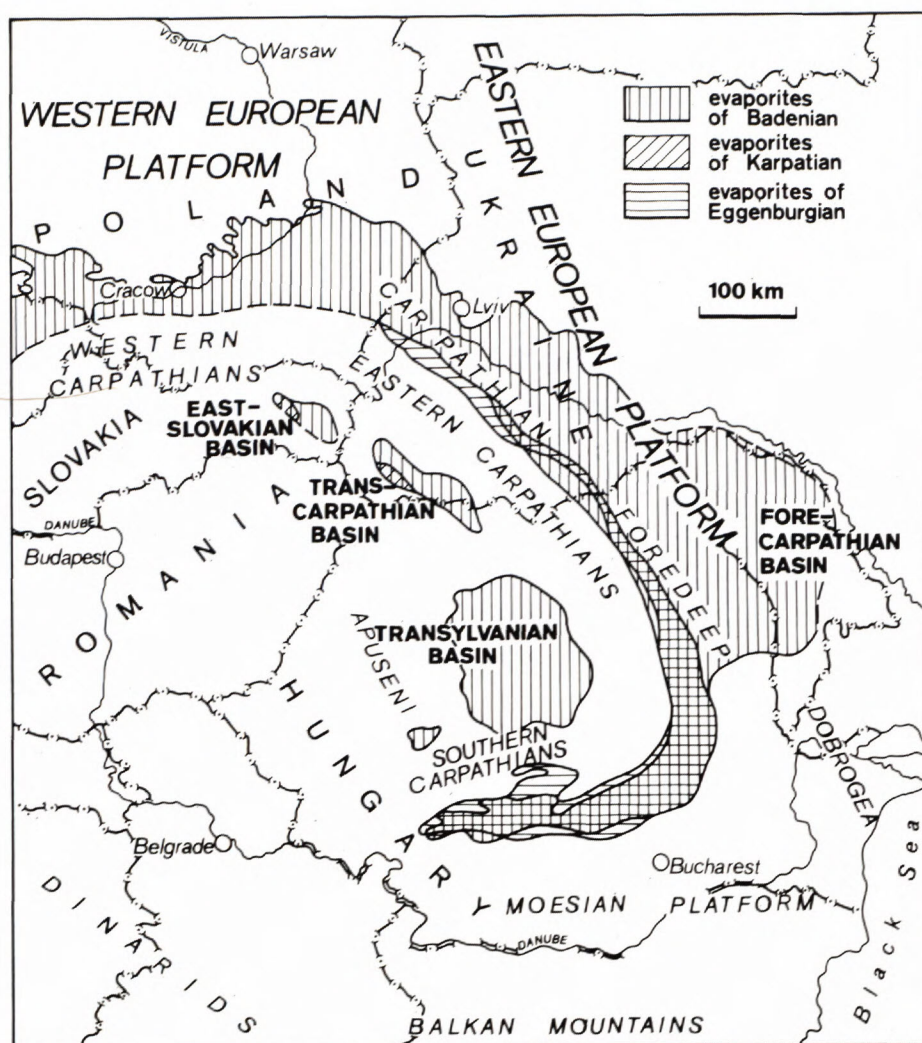 VISTULA
Warsaw
WESTERN EUROPEAN
PLATFORM
EASTERN EUROPEAN PLATFORM
evaporites
of Badenian
evaporites
of Karpatian
evaporites of
Eggenburgian
100 km
POLAND
UKRAINE
Cracow
Lviv
WESTERN
CARPATHIANS
CARPATHIAN FOREDEEP
EASTERN CARPATHIANS
EAST-
SLOVAKIAN
BASIN
SLOVAKIA
TRANS-
CARPATHIAN
BASIN
FORE-
CARPATHIAN
BASIN
DANUBE
Budapest
ROMANIA
TRANSYLVANIAN
BASIN
APUSENI
HUNGARY
SOUTHERN
CARPATHIANS
DOBROGEA
Belgrade
Bucharest
MOESIAN PLATFORM
DANUBE
Black Sea
DINARIDS
BALKAN MOUNTAINS